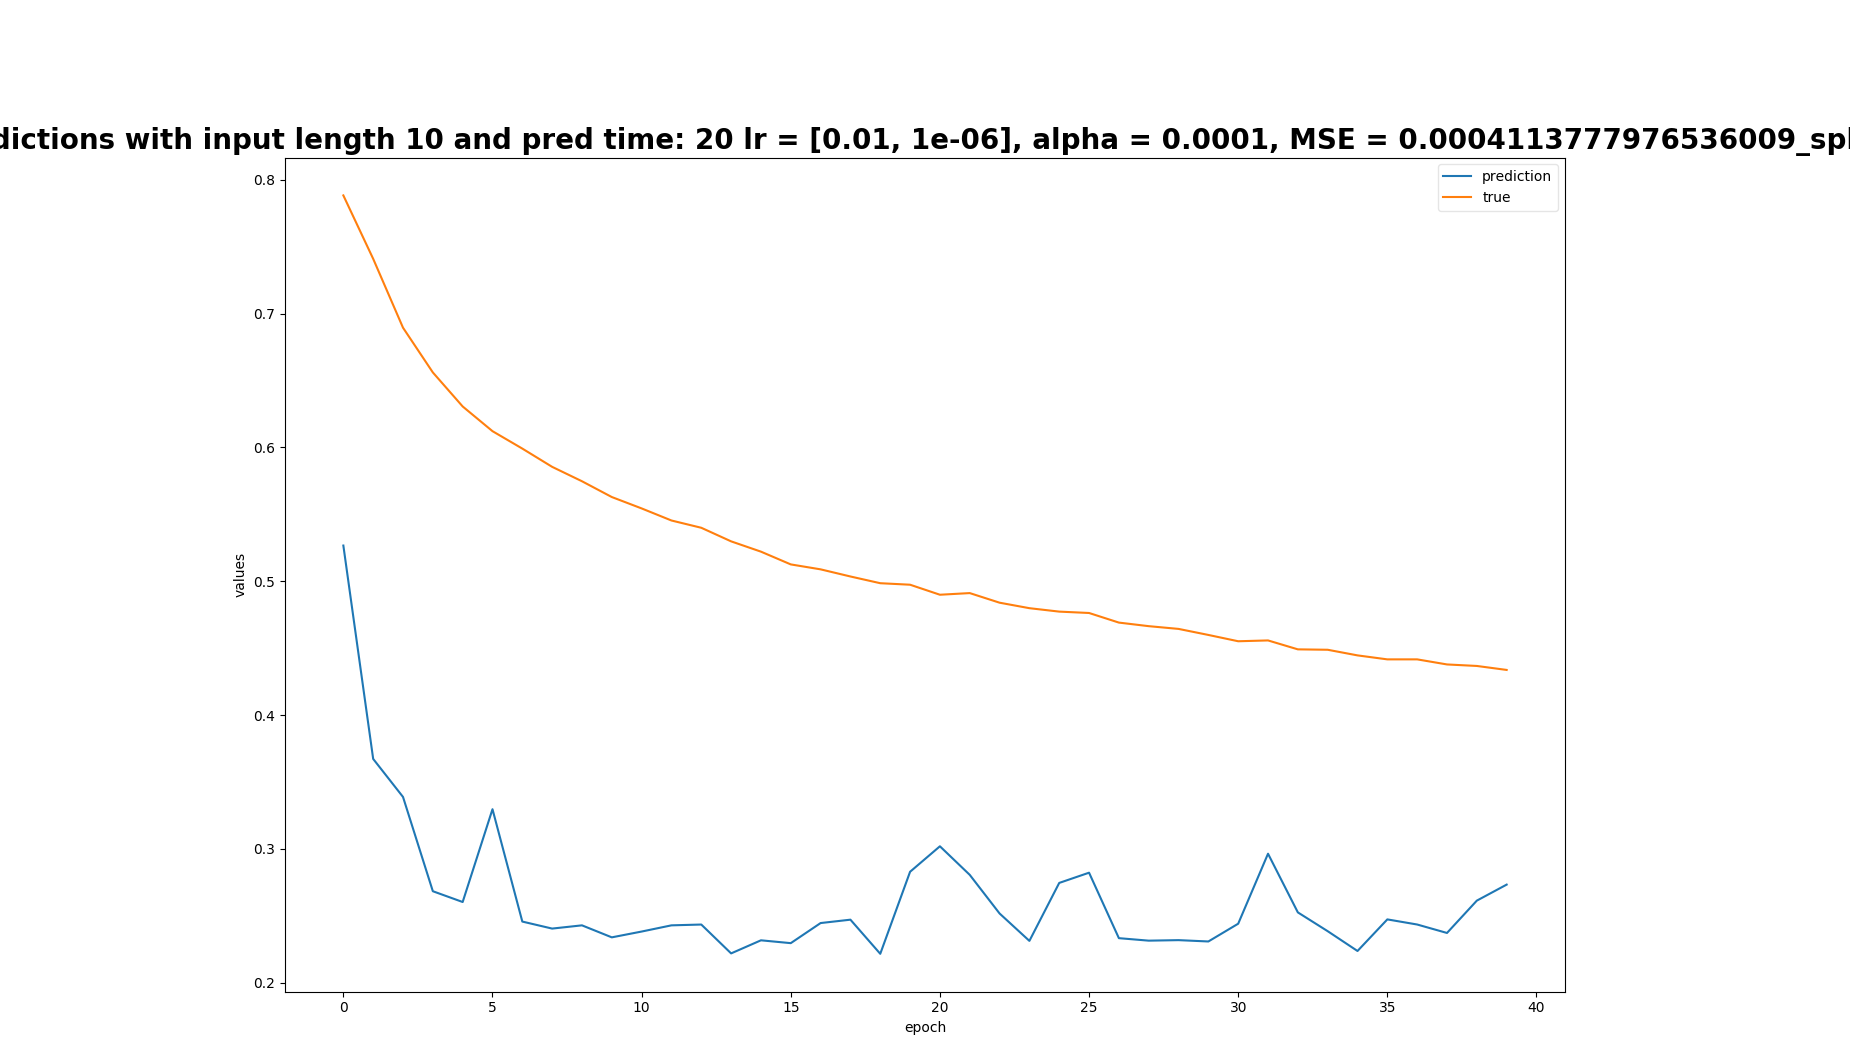 dictions with input length 10 and pred time: 20 lr = [0.01, 1e-06], alpha = 0.0001, MSE = 0.0004113777976536009_spl
prediction
true
0.8
0.7
0.6
0.5
0.4
0.3
0.2
values
0 5 10 15 20 25 30 35 40
epoch